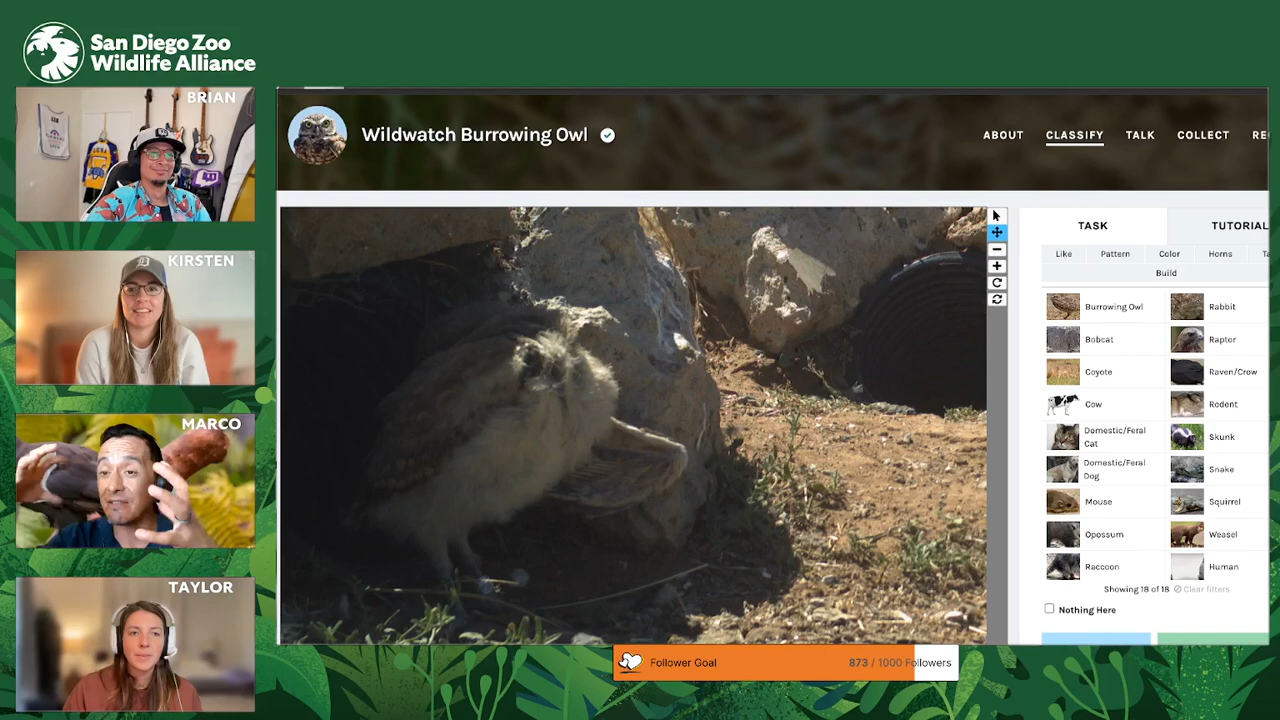 San Diego Zoo
Wildlife Alliance
BRIAN
KIRSTEN
MARCO
TAYLOR
Wildwatch Burrowing Owl
ABOUT CLASSIFY TALK COLLECT
TASK TUTORIAL
Like Pattern Color Horns
Build
Burrowing Owl Rabbit
Bobcat Raptor
Coyote Raven/Crow
Cow Rodent
Domestic/Feral
Cat
Skunk
Domestic/Feral
Dog
Snake
Mouse Squirrel
Opossum Weasel
Raccoon Human
Showing 18 of 18 Clear filters
Nothing Here
Follower Goal 873 / 1000 Followers